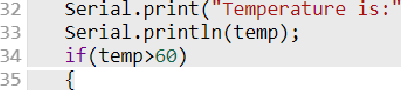 32 Serial.print("Temperature is:"
33 Serial.println(temp);
34 if(temp>60)
35 {